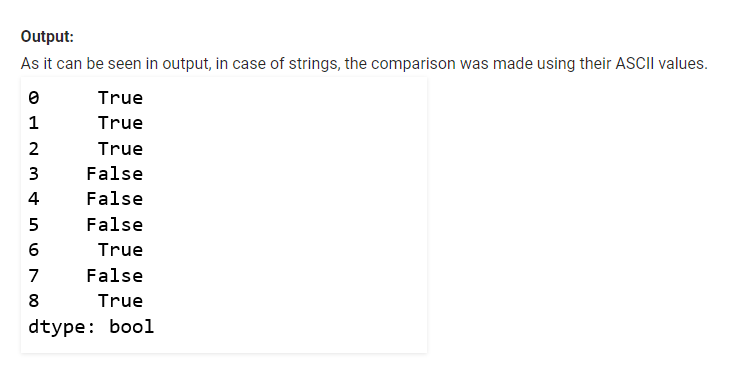 Output:
As it can be seen in output, in case of strings, the comparison was made using their ASCII values.
0 True
1 True
2 True
3 False
4 False
5 False
6 True
7 False
8 True
dtype: bool